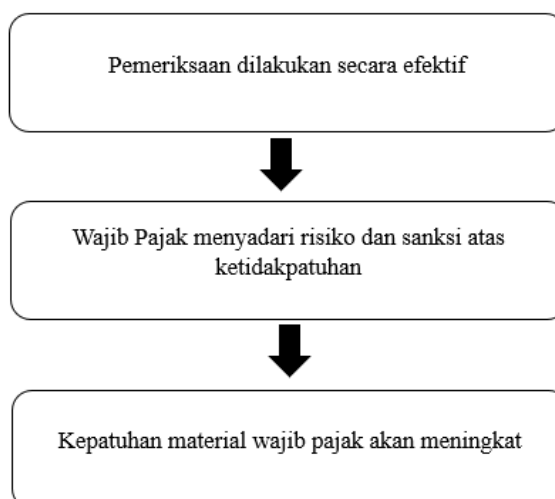 Pemeriksaan dilakukan secara efektif
Wajib Pajak menyadari risiko dan sanksi atas
ketidakpatuhan
Kepatuhan material wajib pajak akan meningkat